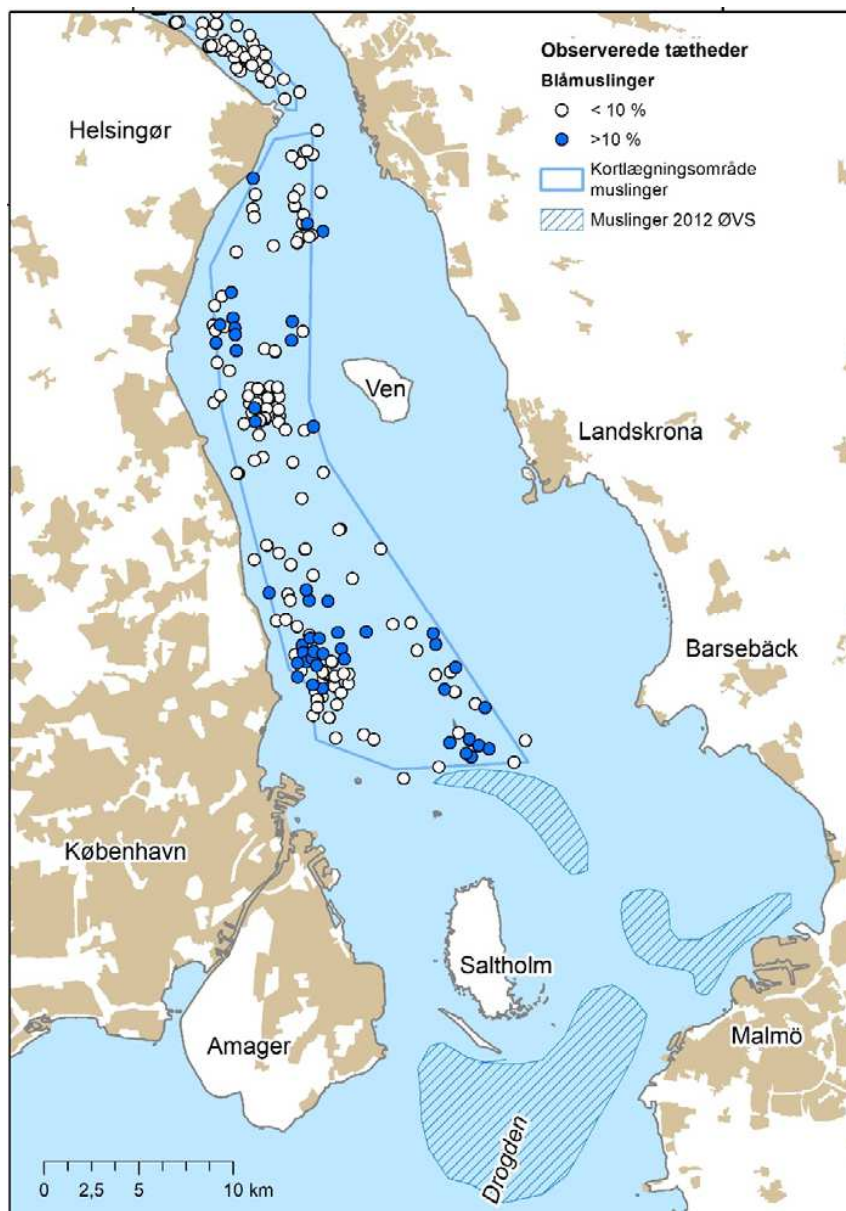 Observerede tætheder
Blåmuslinger
< 10 %
>10 %
Kortlægningsområde
muslinger
Muslinger 2012 ØVS
Helsingør
Ven
Landskrona
Barsebäck
København
Saltholm
Amager
Malmö
Drogden
0 2,5 5 10 km